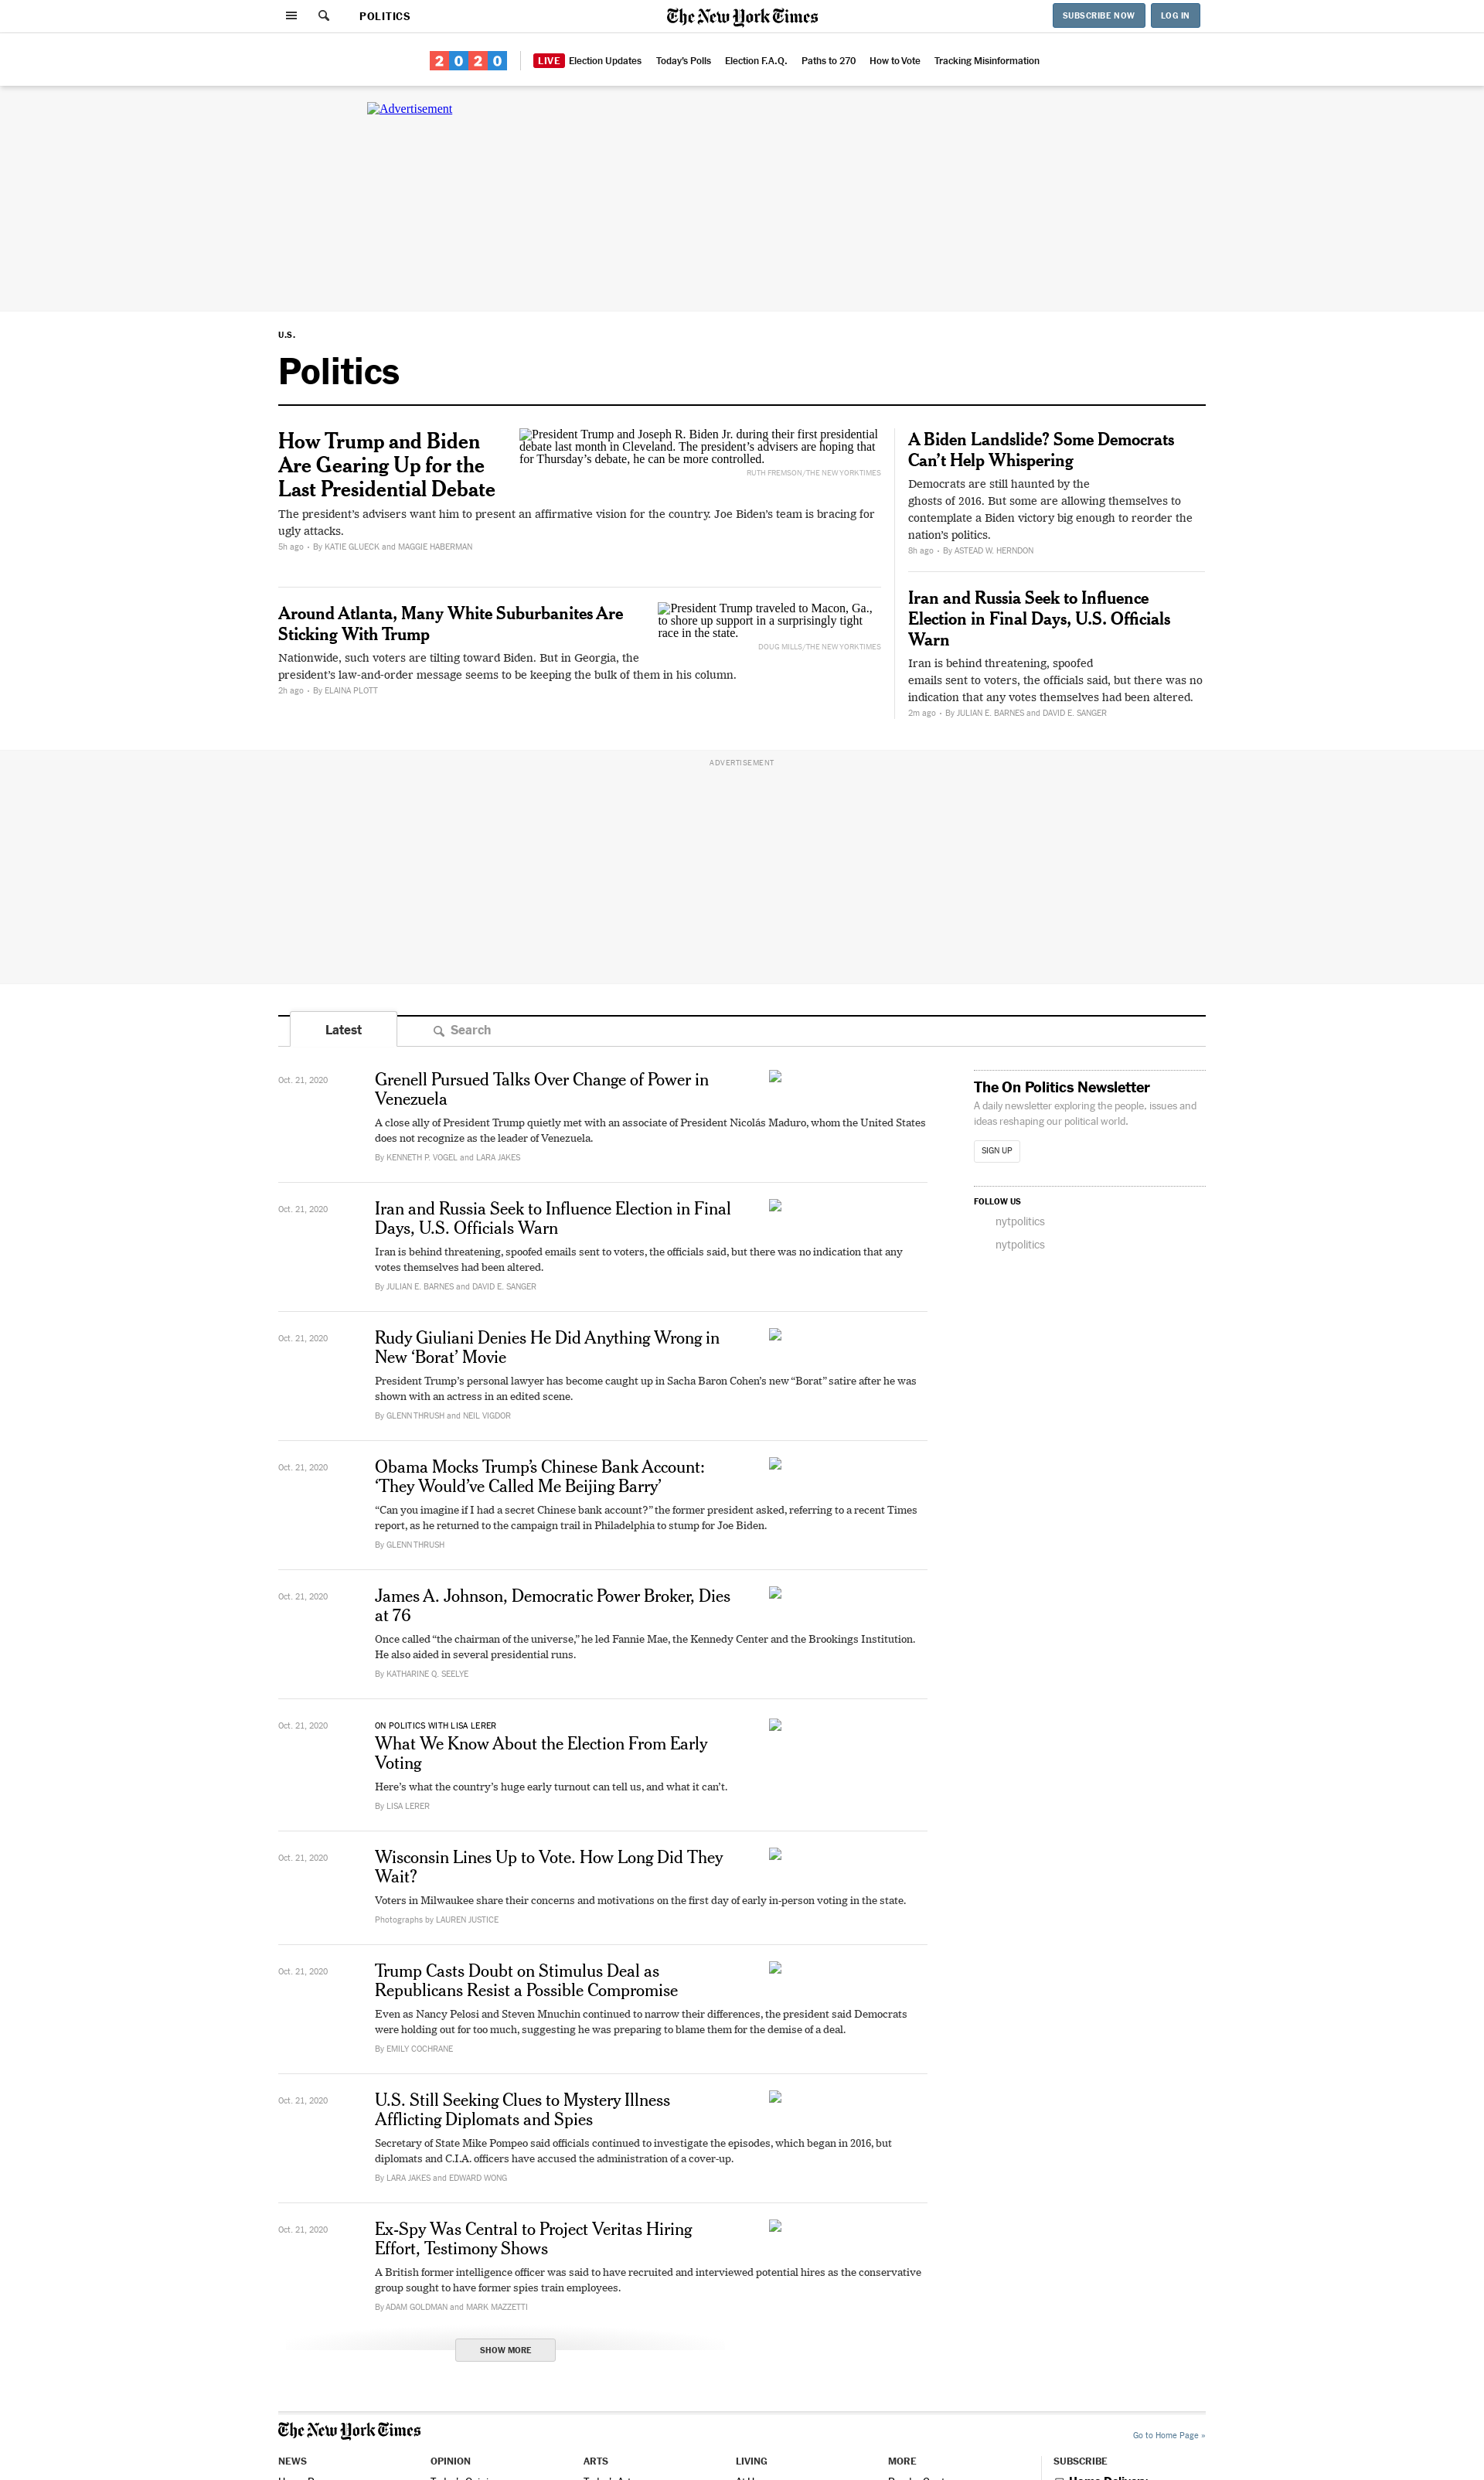 POLITICS
The New York Times
SUBSCRIBE NOW
LOG IN
2020
LIVE Election Updates
Today's Polls
Election F.A.Q.
Paths to 270
How to Vote
Tracking Misinformation
Advertisement
U.S.
Politics
How Trump and Biden
Are Gearing Up for the
Last Presidential Debate
President Trump and Joseph R. Biden Jr. during their first presidential
debate last month in Cleveland. The president's advisers are hoping that
for Thursday's debate, he can be more controlled.
RUTH FREMSON/THE NEW YORK TIMES
The president's advisers want him to present an affirmative vision for the country. Joe Biden's team is bracing for
ugly attacks.
5h ago • By KATIE GLUECK and MAGGIE HABERMAN
Around Atlanta, Many White Suburbanites Are
Sticking With Trump
President Trump traveled to Macon, Ga.,
to shore up support in a surprisingly tight
race in the state.
DOUG MILLS/THE NEW YORK TIMES
Nationwide, such voters are tilting toward Biden. But in Georgia, the
president's law-and-order message seems to be keeping the bulk of them in his column.
2h ago • By ELAINA PLOTT
A Biden Landslide? Some Democrats
Can't Help Whispering
Democrats are still haunted by the
ghosts of 2016. But some are allowing themselves to
contemplate a Biden victory big enough to reorder the
nation's politics.
8h ago • By ASTEAD W. HERNDON
Iran and Russia Seek to Influence
Election in Final Days, U.S. Officials
Warn
Iran is behind threatening, spoofed
emails sent to voters, the officials said, but there was no
indication that any votes themselves had been altered.
2m ago • By JULIAN E. BARNES and DAVID E. SANGER
ADVERTISEMENT
Latest
Search
Oct. 21, 2020
Grenell Pursued Talks Over Change of Power in
Venezuela
A close ally of President Trump quietly met with an associate of President Nicolás Maduro, whom the United States
does not recognize as the leader of Venezuela.
By KENNETH P. VOGEL and LARA JAKES
Oct. 21, 2020
Iran and Russia Seek to Influence Election in Final
Days, U.S. Officials Warn
Iran is behind threatening, spoofed emails sent to voters, the officials said, but there was no indication that any
votes themselves had been altered.
By JULIAN E. BARNES and DAVID E. SANGER
Oct. 21, 2020
Rudy Giuliani Denies He Did Anything Wrong in
New ‘Borat’ Movie
President Trump's personal lawyer has become caught up in Sacha Baron Cohen's new “Borat” satire after he was
shown with an actress in an edited scene.
By GLENN THRUSH and NEIL VIGDOR
Oct. 21, 2020
Obama Mocks Trump's Chinese Bank Account:
‘They Would've Called Me Beijing Barry’
“Can you imagine if I had a secret Chinese bank account?” the former president asked, referring to a recent Times
report, as he returned to the campaign trail in Philadelphia to stump for Joe Biden.
By GLENN THRUSH
Oct. 21, 2020
James A. Johnson, Democratic Power Broker, Dies
at 76
Once called “the chairman of the universe,” he led Fannie Mae, the Kennedy Center and the Brookings Institution.
He also aided in several presidential runs.
By KATHARINE Q. SEELYE
Oct. 21, 2020
ON POLITICS WITH LISA LERER
What We Know About the Election From Early
Voting
Here's what the country's huge early turnout can tell us, and what it can't.
By LISA LERER
Oct. 21, 2020
Wisconsin Lines Up to Vote. How Long Did They
Wait?
Voters in Milwaukee share their concerns and motivations on the first day of early in-person voting in the state.
Photographs by LAUREN JUSTICE
Oct. 21, 2020
Trump Casts Doubt on Stimulus Deal as
Republicans Resist a Possible Compromise
Even as Nancy Pelosi and Steven Mnuchin continued to narrow their differences, the president said Democrats
were holding out for too much, suggesting he was preparing to blame them for the demise of a deal.
By EMILY COCHRANE
Oct. 21, 2020
U.S. Still Seeking Clues to Mystery Illness
Afflicting Diplomats and Spies
Secretary of State Mike Pompeo said officials continued to investigate the episodes, which began in 2016, but
diplomats and C.I.A. officers have accused the administration of a cover-up.
By LARA JAKES and EDWARD WONG
Oct. 21, 2020
Ex-Spy Was Central to Project Veritas Hiring
Effort, Testimony Shows
A British former intelligence officer was said to have recruited and interviewed potential hires as the conservative
group sought to have former spies train employees.
By ADAM GOLDMAN and MARK MAZZETTI
SHOW MORE
The On Politics Newsletter
A daily newsletter exploring the people, issues and
ideas reshaping our political world.
SIGN UP
FOLLOW US
nytpolitics
nytpolitics
The New York Times
Go to Home Page »
NEWS
OPINION
ARTS
LIVING
MORE
SUBSCRIBE